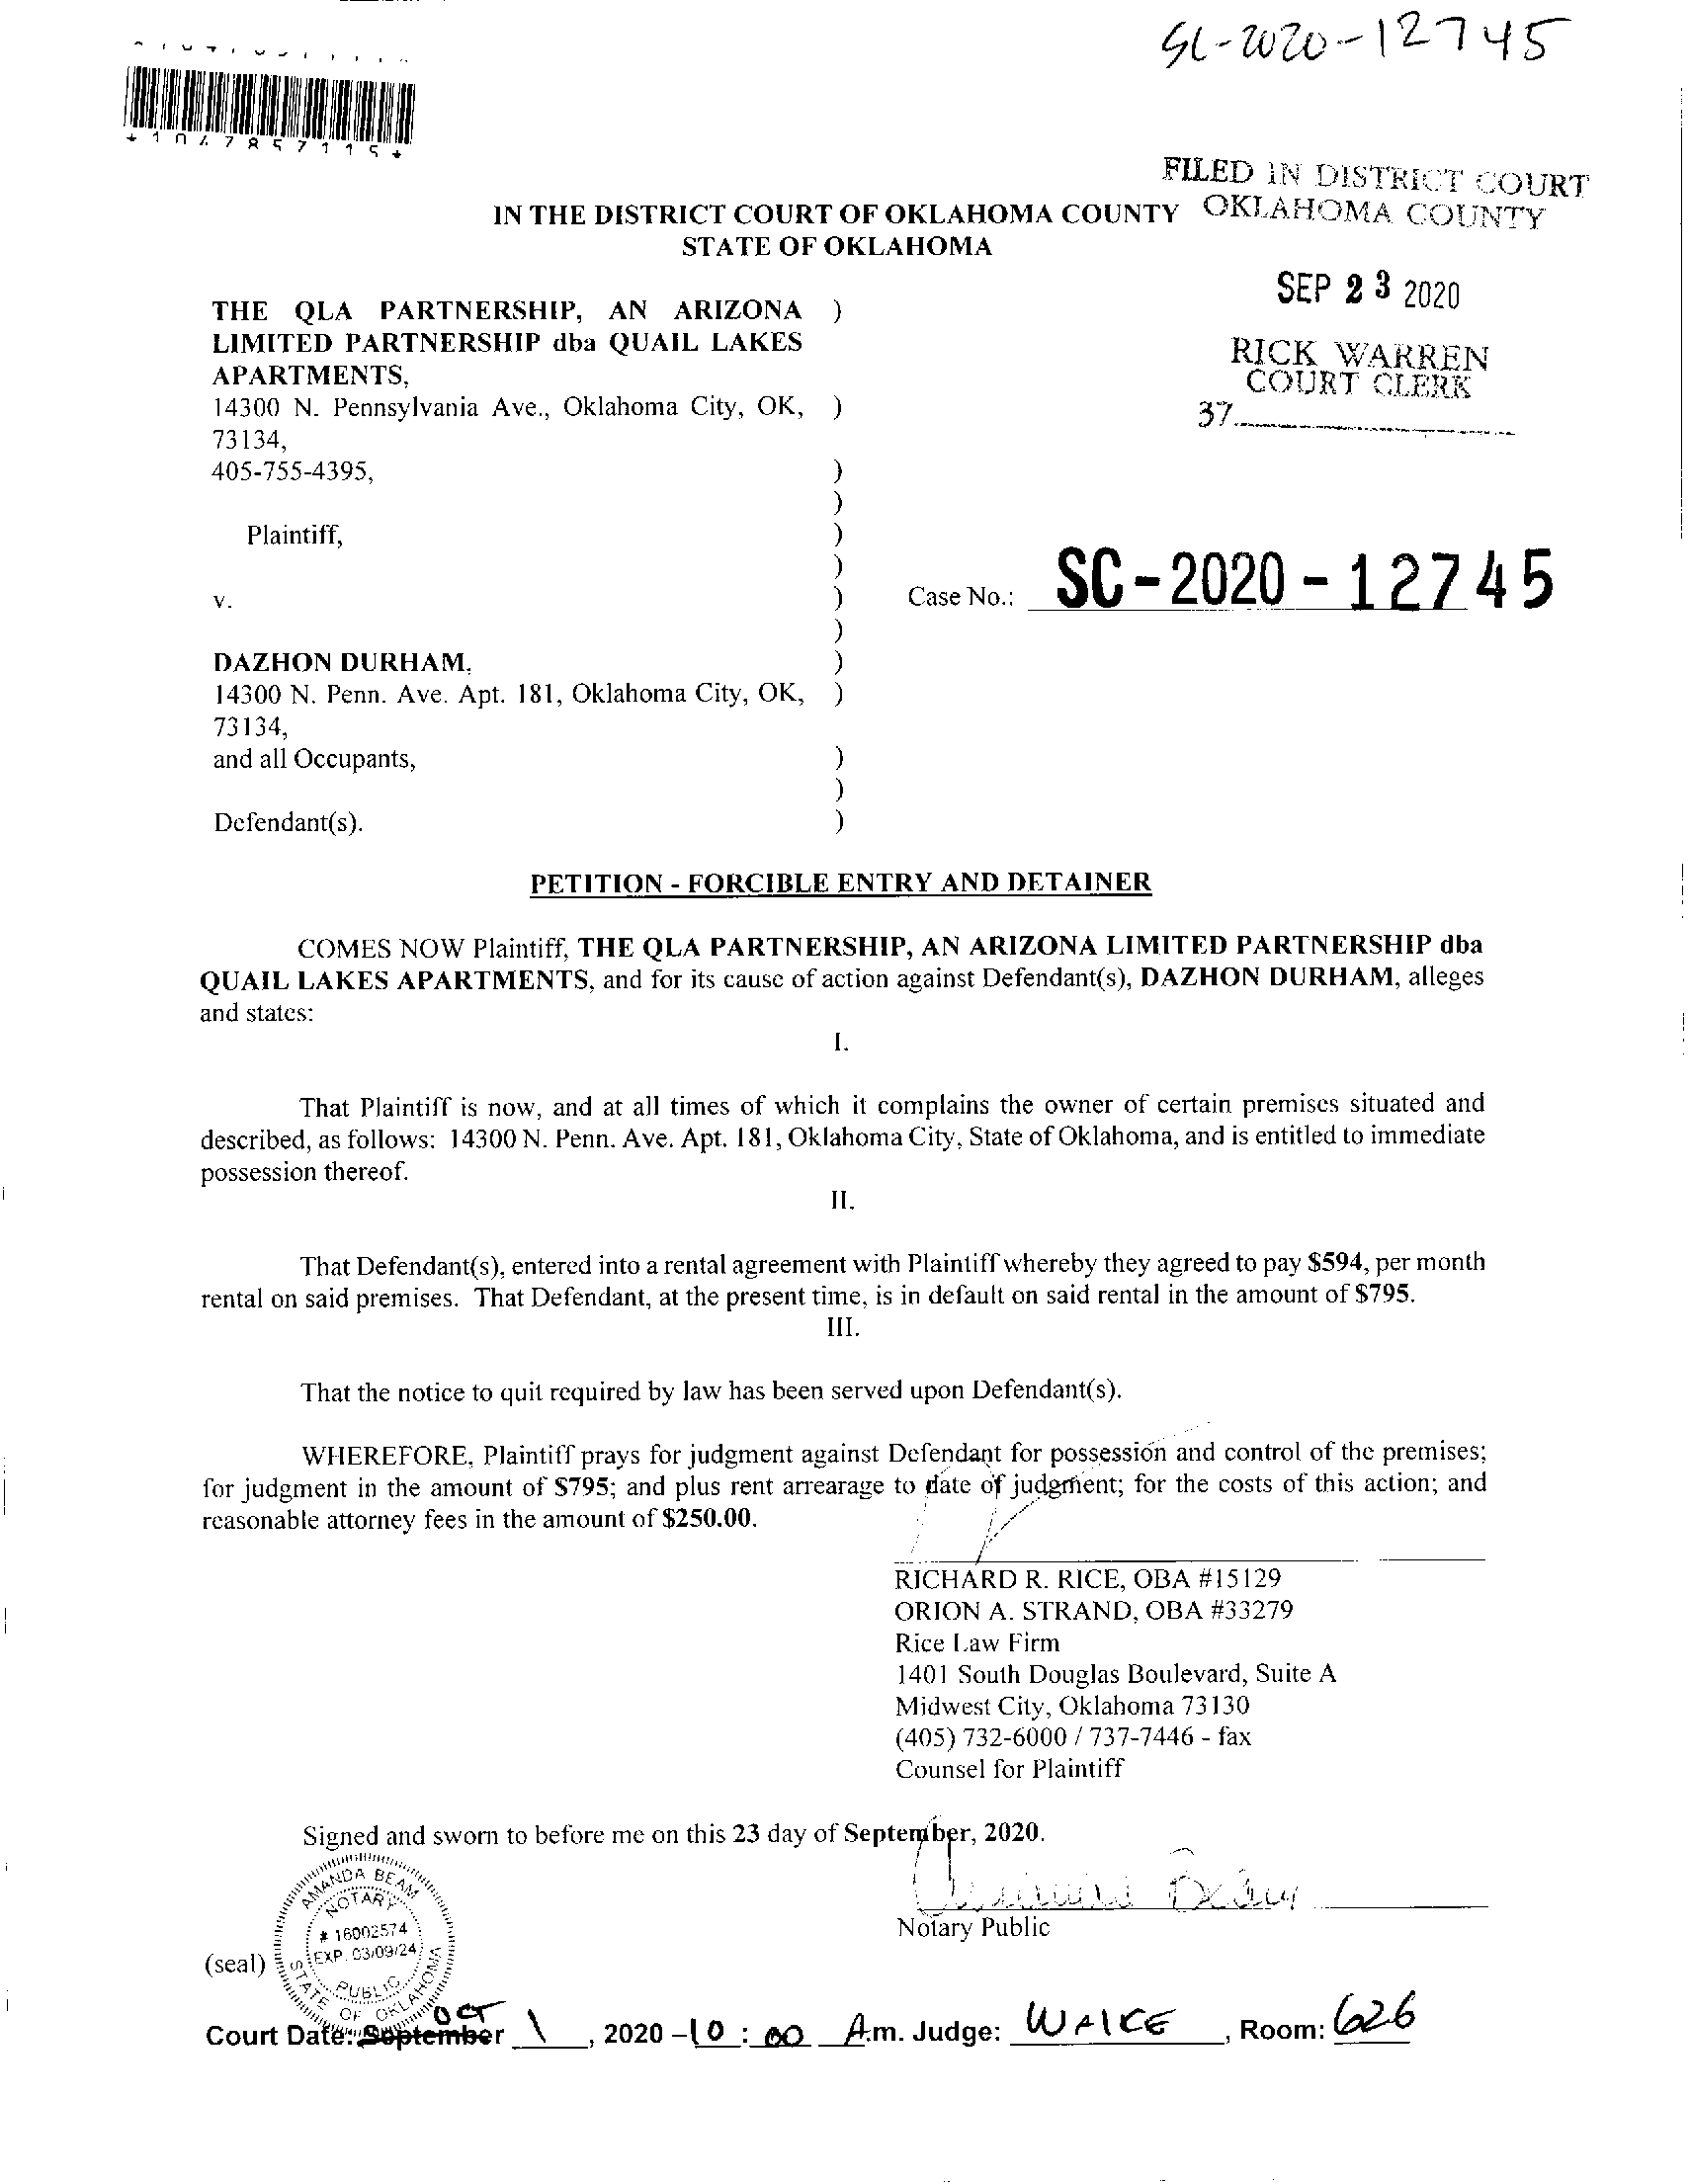 SC-2020-12745
FILED IN DISTRICT COURT
OKLAHOMA COUNTY
IN THE DISTRICT COURT OF OKLAHOMA COUNTY
STATE OF OKLAHOMA
SEP 23 2020
RICK WARREN
COURT CLERK
37
THE QLA PARTNERSHIP, AN ARIZONA )
LIMITED PARTNERSHIP dba QUAIL LAKES
APARTMENTS,
14300 N. Pennsylvania Ave., Oklahoma City, OK, )
73134,
405-755-4395, )
)
Plaintiff, )
)
v. ) Case No.: SC-2020-12745
)
DAZHON DURHAM, )
14300 N. Penn. Ave. Apt. 181, Oklahoma City, OK, )
73134,
and all Occupants, )
)
Defendant(s). )
PETITION - FORCIBLE ENTRY AND DETAINER
COMES NOW Plaintiff, THE QLA PARTNERSHIP, AN ARIZONA LIMITED PARTNERSHIP dba
QUAIL LAKES APARTMENTS, and for its cause of action against Defendant(s), DAZHON DURHAM, alleges
and states:
I.
That Plaintiff is now, and at all times of which it complains the owner of certain premises situated and
described, as follows: 14300 N. Penn. Ave. Apt. 181, Oklahoma City, State of Oklahoma, and is entitled to immediate
possession thereof.
II.
That Defendant(s), entered into a rental agreement with Plaintiff whereby they agreed to pay $594, per month
rental on said premises. That Defendant, at the present time, is in default on said rental in the amount of $795.
III.
That the notice to quit required by law has been served upon Defendant(s).
WHEREFORE, Plaintiff prays for judgment against Defendant for possession and control of the premises;
for judgment in the amount of $795; and plus rent arrearage to date of judgment; for the costs of this action; and
reasonable attorney fees in the amount of $250.00.
RICHARD R. RICE, OBA #15129
ORION A. STRAND, OBA #33279
Rice Law Firm
1401 South Douglas Boulevard, Suite A
Midwest City, Oklahoma 73130
(405) 732-6000 / 737-7446 - fax
Counsel for Plaintiff
Signed and sworn to before me on this 23 day of September, 2020.
AMANDA BEAM
NOTARY
# 16002574
EXP. 03/09/24
PUBLIC
STATE OF OKLAHOMA
Notary Public
(seal)
OCT
Court Date: September 1, 2020 - 10 : 00 A.m. Judge: WALKE, Room: 626